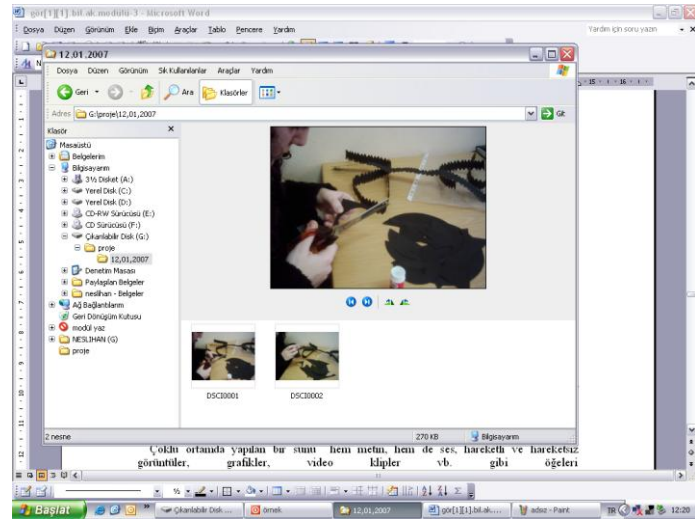 gör[1][1].bil.ak.modülü-3 - Microsoft Word
Dosya Düzen Görünüm Ekle Biçim Araçlar Tablo Pencere Yardım
Yardım için soru yazın
12,01,2007
Dosya Düzen Görünüm Sık Kullanılanlar Araçlar Yardım
Geri Ara Klasörler
Adres G:\proje\12,01,2007 Git
Klasör
Masaüstü
Belgelerim
Bilgisayarım
3½ Disket (A:)
Yerel Disk (C:)
Yerel Disk (D:)
CD-RW Sürücüsü (E:)
CD Sürücüsü (F:)
Çıkarılabilir Disk (G:)
proje
12,01,2007
Denetim Masası
Paylaşılan Belgeler
neslihan - Belgeler
Ağ Bağlantılarım
Geri Dönüşüm Kutusu
modül yaz
NESLIHAN (G)
proje
DSCI0001 DSCI0002
2 nesne 270 KB Bilgisayarım
Çoklu ortamda yapılan bir sunu hem metin, hem de ses, hareketli ve hareketsiz
görüntüler, grafikler, video klipler vb. gibi öğeleri
Başlat Çıkarılabilir Disk ... örnek 12,01,2007 gör[1][1].bil.ak.... adsız - Paint TR 12:20